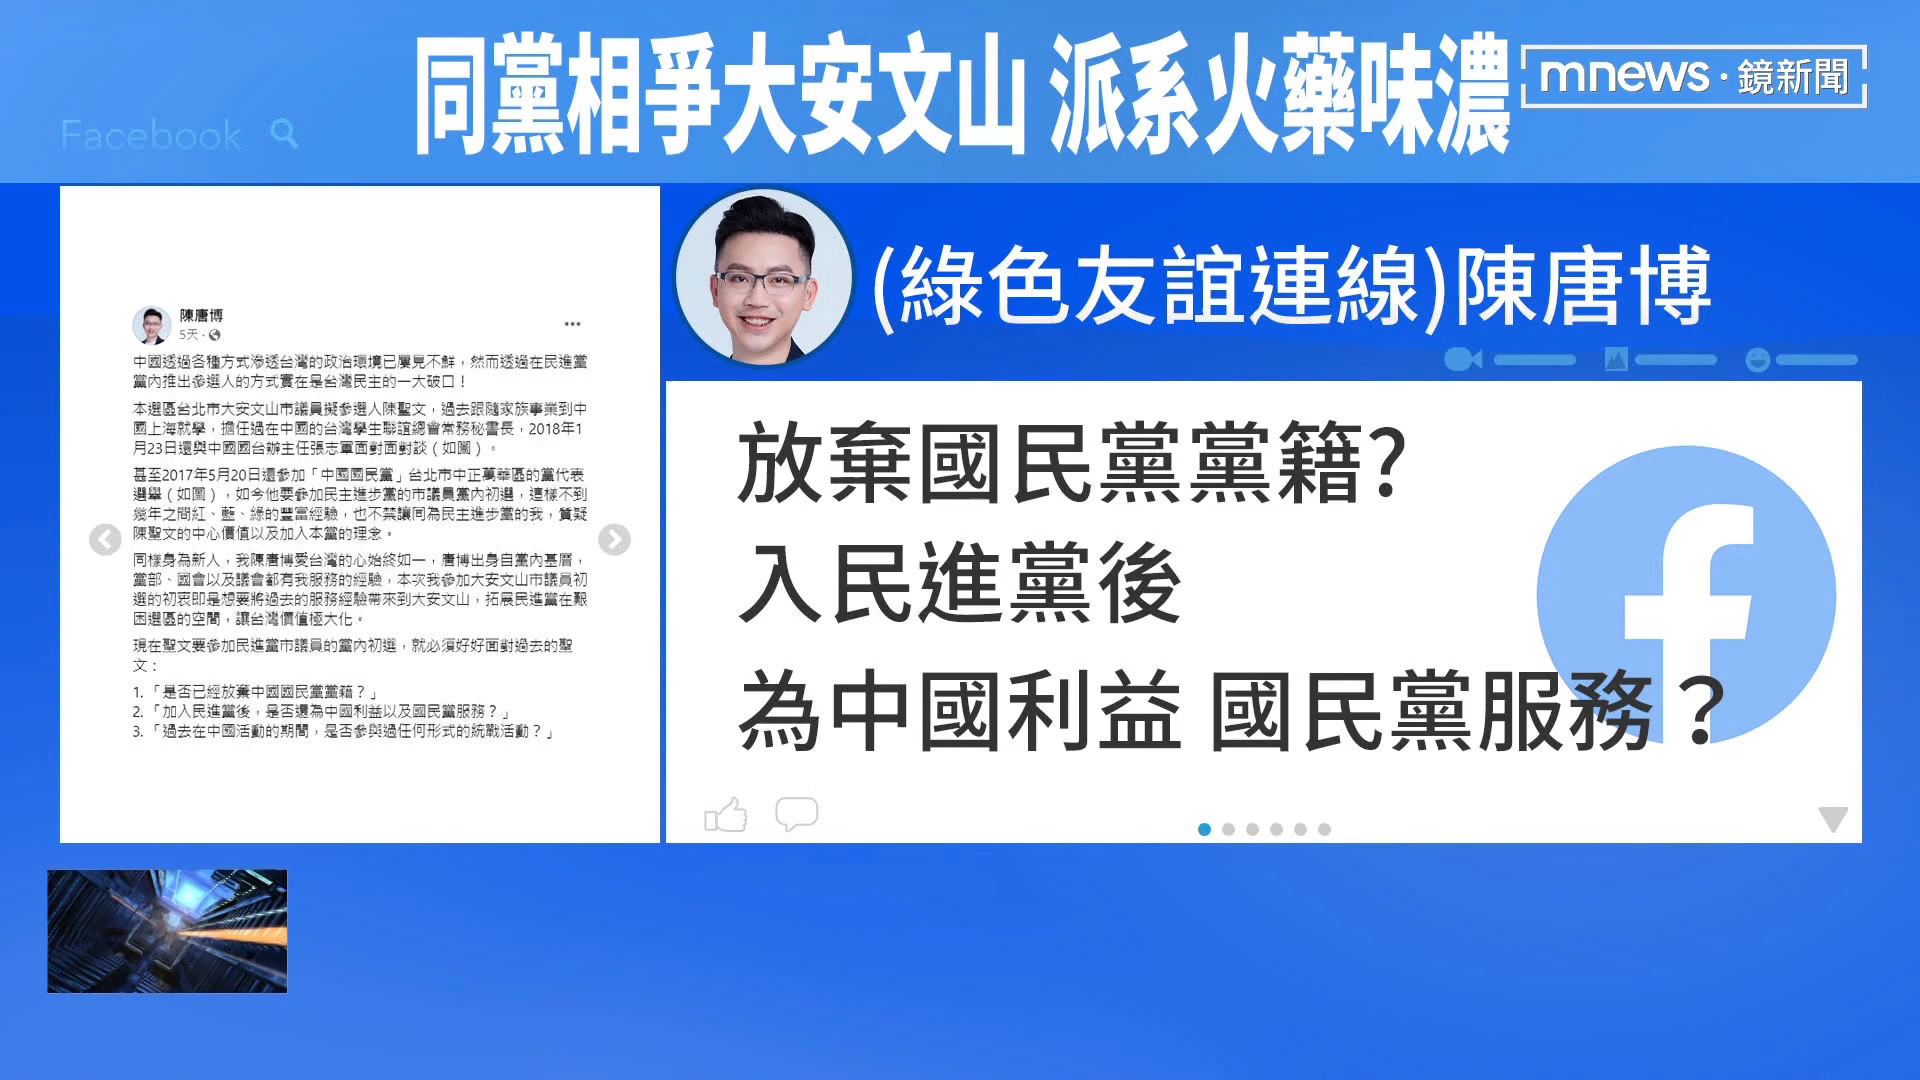 同黨相爭大安文山 派系火藥味濃
mnews·鏡新聞
Facebook
(綠色友誼連線)陳唐博
陳唐博
5天·
中國透過各種方式滲透台灣的政治環境已屢見不鮮，然而透過在民進黨
黨內推出參選人的方式實在是台灣民主的一大破口！
本選區台北市大安文山市議員擬參選人陳聖文，過去跟隨家族事業到中
國上海就學，擔任過在中國的台灣學生聯誼總會常務秘書長，2018年1
月23日還與中國國台辦主任張志軍面對面對談（如圖）。
甚至2017年5月20日還參加「中國國民黨」台北市中正萬華區的黨代表
選舉（如圖），如今他要參加民主進步黨的市議員黨內初選，這樣不到
幾年之間紅、藍、綠的豐富經驗，也不禁讓同為民主進步黨的我，質疑
陳聖文的中心價值以及加入本黨的理念。
同樣身為新人，我陳唐博愛台灣的心始終如一，唐博出身自黨內基層，
黨部、國會以及議會都有我服務的經驗，本次我參加大安文山市議員初
選的初衷即是想要將過去的服務經驗帶來到大安文山，拓展民進黨在艱
困選區的空間，讓台灣價值極大化。
現在聖文要參加民進黨市議員的黨內初選，就必須好好面對過去的聖
文：
1. 「是否已經放棄中國國民黨黨籍？」
2. 「加入民進黨後，是否還為中國利益以及國民黨服務？」
3. 「過去在中國活動的期間，是否參與過任何形式的統戰活動？」
放棄國民黨黨籍?
入民進黨後
為中國利益 國民黨服務？